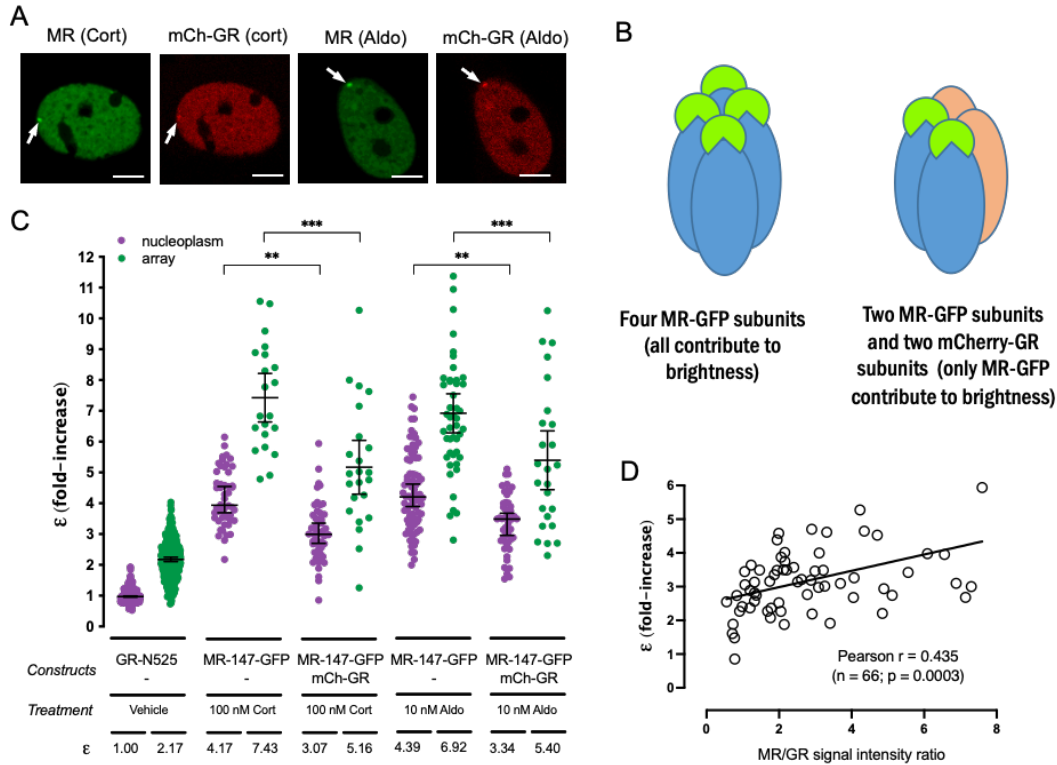 A
MR (Cort)
mCh-GR (cort)
MR (Aldo)
mCh-GR (Aldo)
B
Four MR-GFP subunits
(all contribute to
brightness)
Two MR-GFP subunits
and two mCherry-GR
subunits (only MR-GFP
contribute to brightness)
C
nucleoplasm
array
***
***
**
**
ε (fold-increase)
12
11
10
9
8
7
6
5
4
3
2
1
0
Constructs
GR-N525
-
MR-147-GFP
-
MR-147-GFP
mCh-GR
MR-147-GFP
-
MR-147-GFP
mCh-GR
Treatment
Vehicle
100 nM Cort
100 nM Cort
10 nM Aldo
10 nM Aldo
ε
1.00 2.17 4.17 7.43 3.07 5.16 4.39 6.92 3.34 5.40
D
ε (fold-increase)
6
5
4
3
2
1
0
Pearson r = 0.435
(n = 66; p = 0.0003)
0 2 4 6 8
MR/GR signal intensity ratio